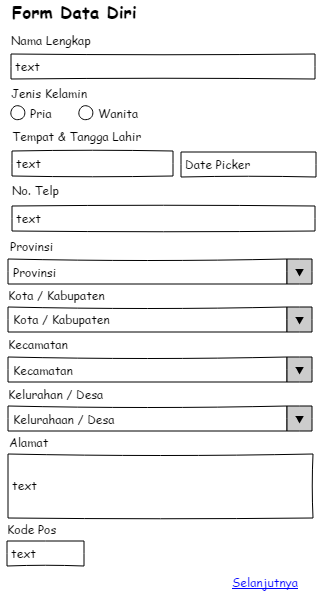 Form Data Diri
Nama Lengkap
text
Jenis Kelamin
Pria Wanita
Tempat & Tangga Lahir
text Date Picker
No. Telp
text
Provinsi
Provinsi
Kota / Kabupaten
Kota / Kabupaten
Kecamatan
Kecamatan
Kelurahan / Desa
Kelurahaan / Desa
Alamat
text
Kode Pos
text
Selanjutnya